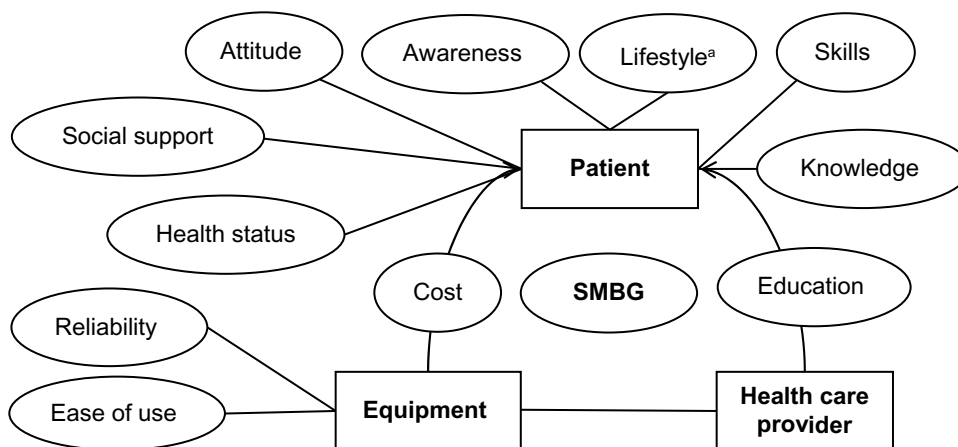 Attitude
Awareness
Lifestyleᵃ
Skills
Social support
Patient
Knowledge
Health status
Cost
SMBG
Education
Reliability
Ease of use
Equipment
Health care
provider